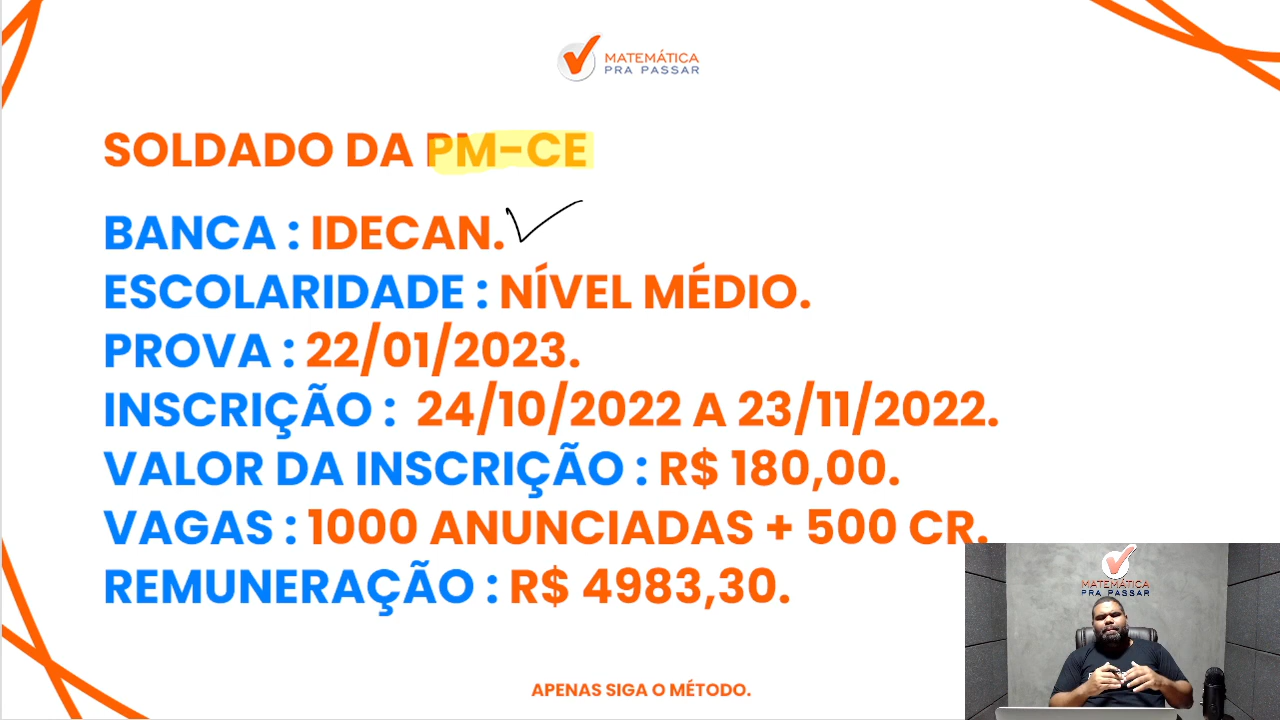 MATEMÁTICA
PRA PASSAR
SOLDADO DA PM-CE
BANCA : IDECAN.
ESCOLARIDADE : NÍVEL MÉDIO.
PROVA : 22/01/2023.
INSCRIÇÃO : 24/10/2022 A 23/11/2022.
VALOR DA INSCRIÇÃO : R$ 180,00.
VAGAS : 1000 ANUNCIADAS + 500 CR.
REMUNERAÇÃO : R$ 4983,30.
MATEMÁTICA
PRA PASSAR
APENAS SIGA O MÉTODO.